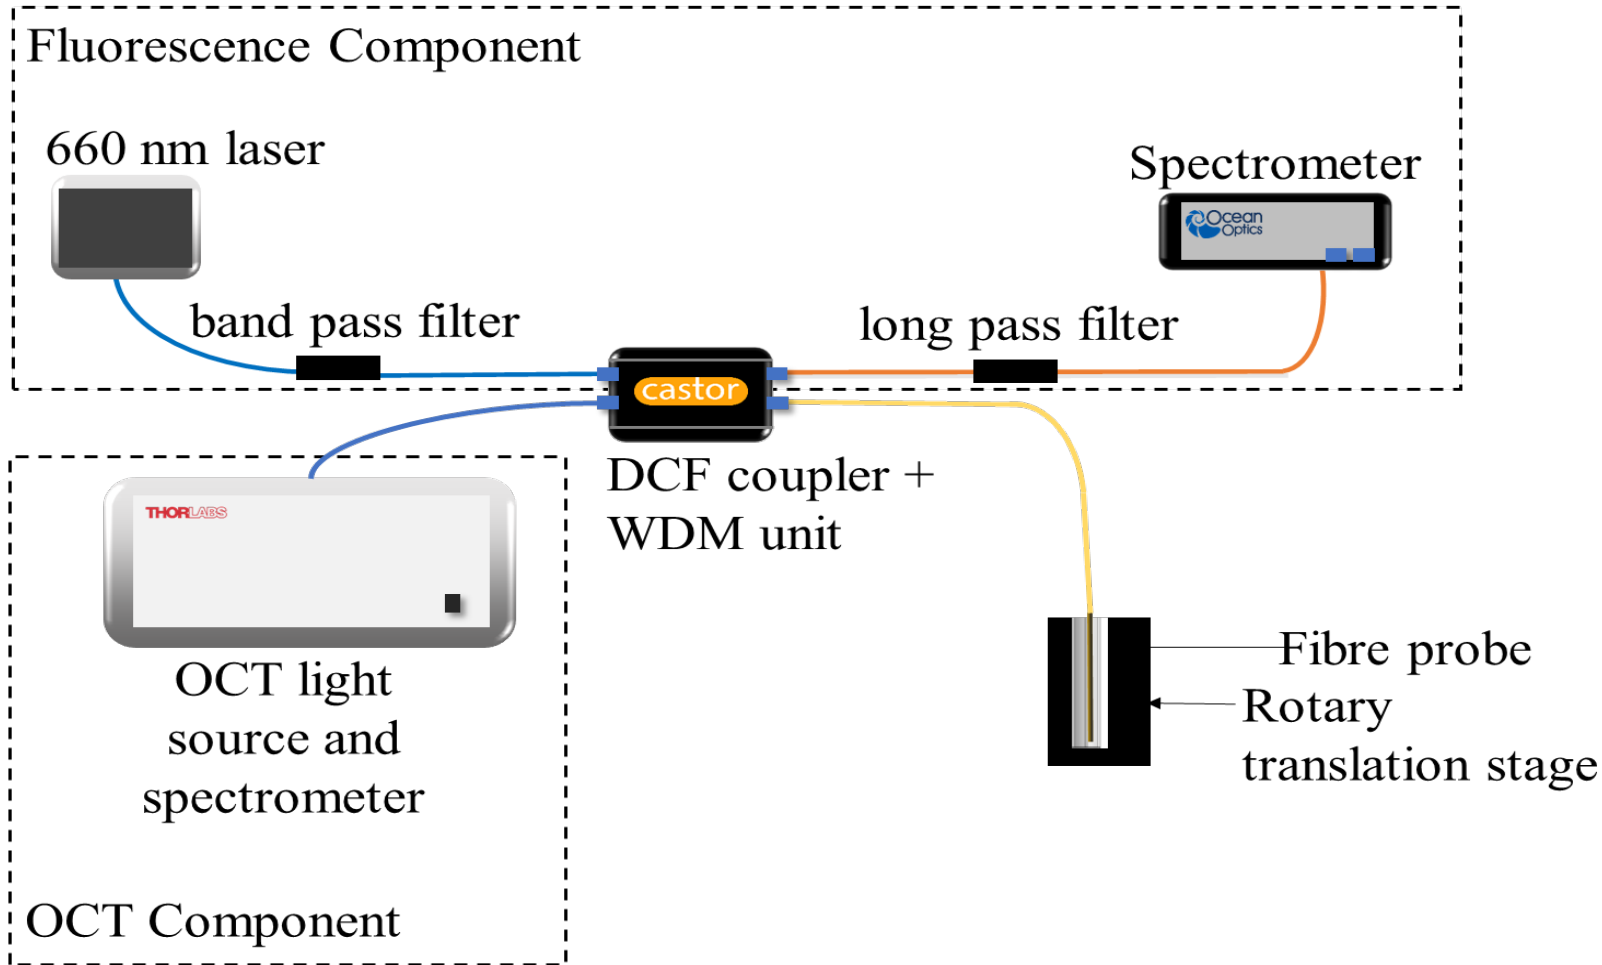 Fluorescence Component
660 nm laser
Spectrometer
Ocean
Optics
band pass filter
long pass filter
castor
DCF coupler +
WDM unit
THORLABS
OCT light
source and
spectrometer
Fibre probe
Rotary
translation stage
OCT Component